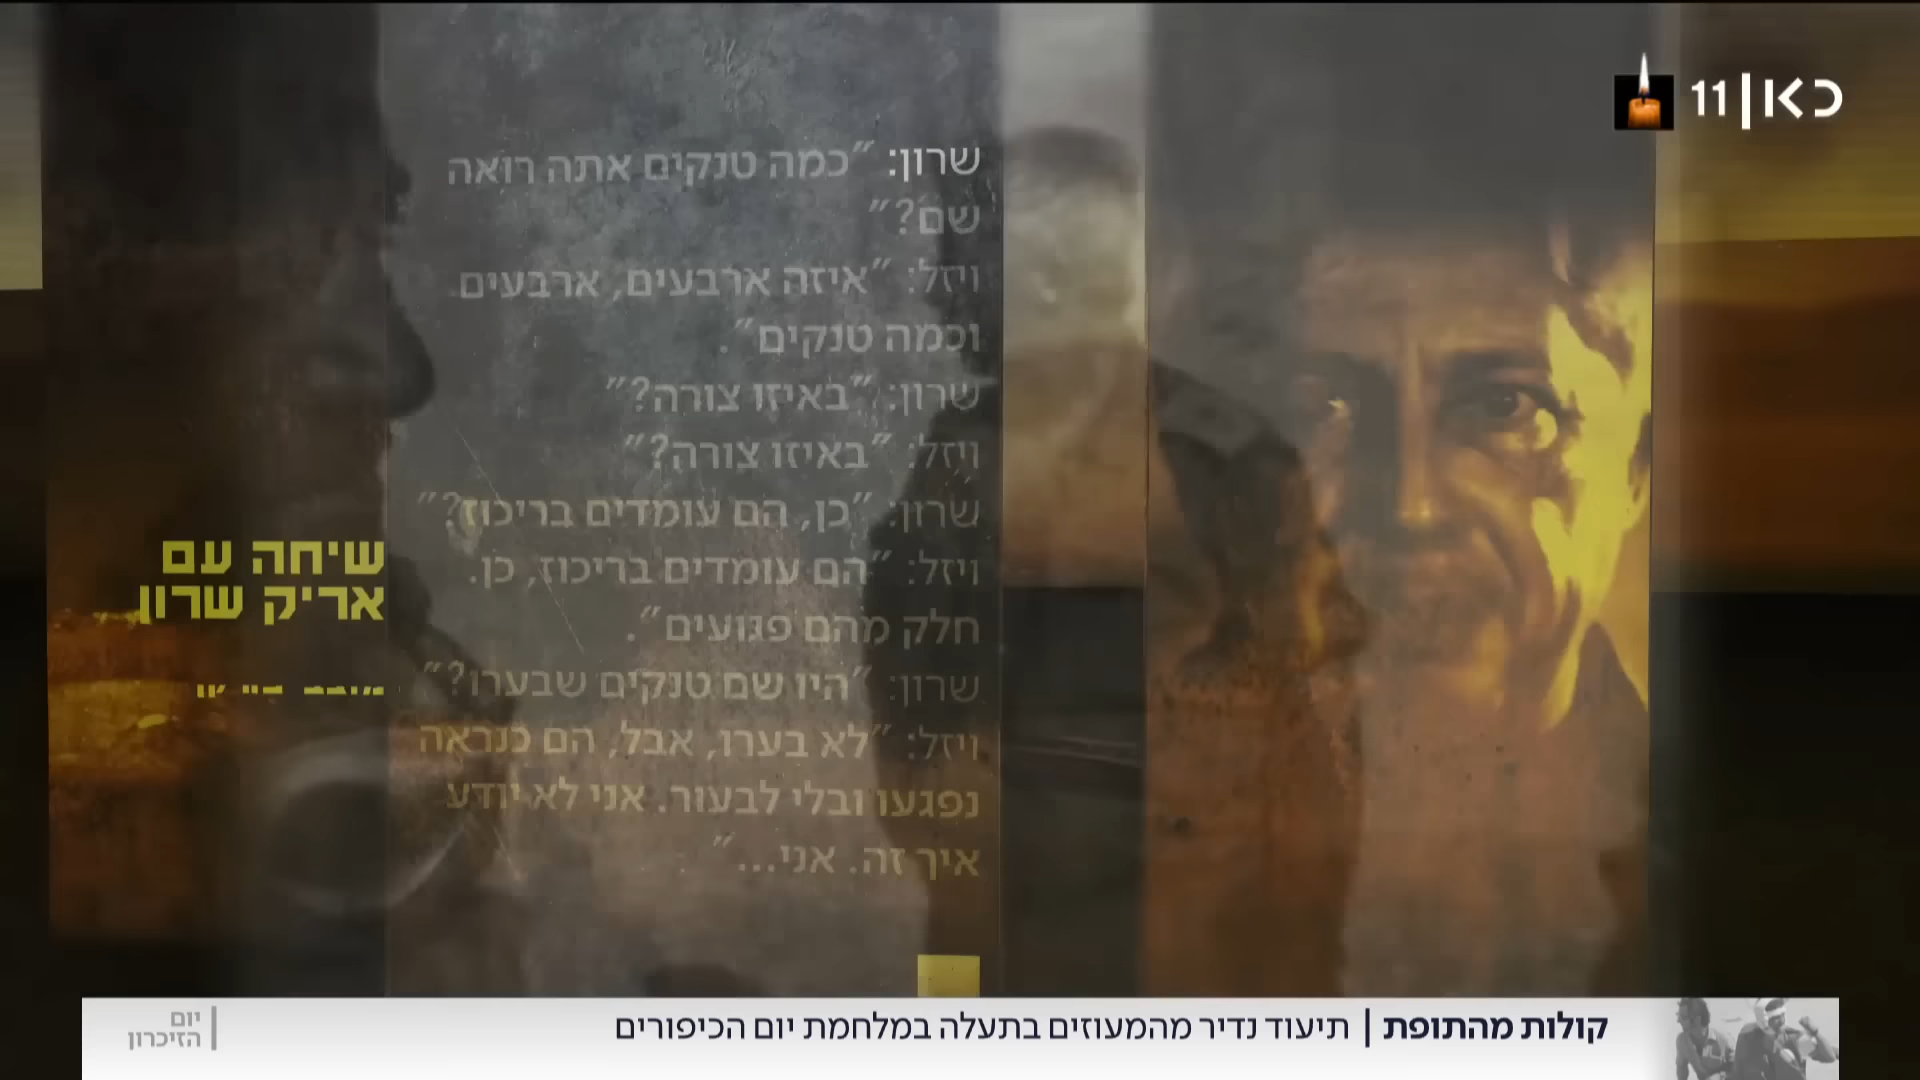 כאן 11
שרון: "כמה טנקים אתה רואה
שם?"
ויזל: "איזה ארבעים, ארבעים
וכמה טנקים".
שרון: "באיזו צורה?"
ויזל: "באיזו צורה?"
שרון: "כן, הם עומדים בריכוז?"
ויזל: "הם עומדים בריכוז, כן.
חלק מהם פגועים".
שרון: "היו שם טנקים שבערו?"
ויזל: "לא בערו, אבל, הם כנראה
נפגעו ובלי לבעור. אני לא יודע
איך זה. אני..."
שיחה עם
אריק שרון
קולות מהתופת | תיעוד נדיר מהמעוזים בתעלה במלחמת יום הכיפורים
יום
הזיכרון